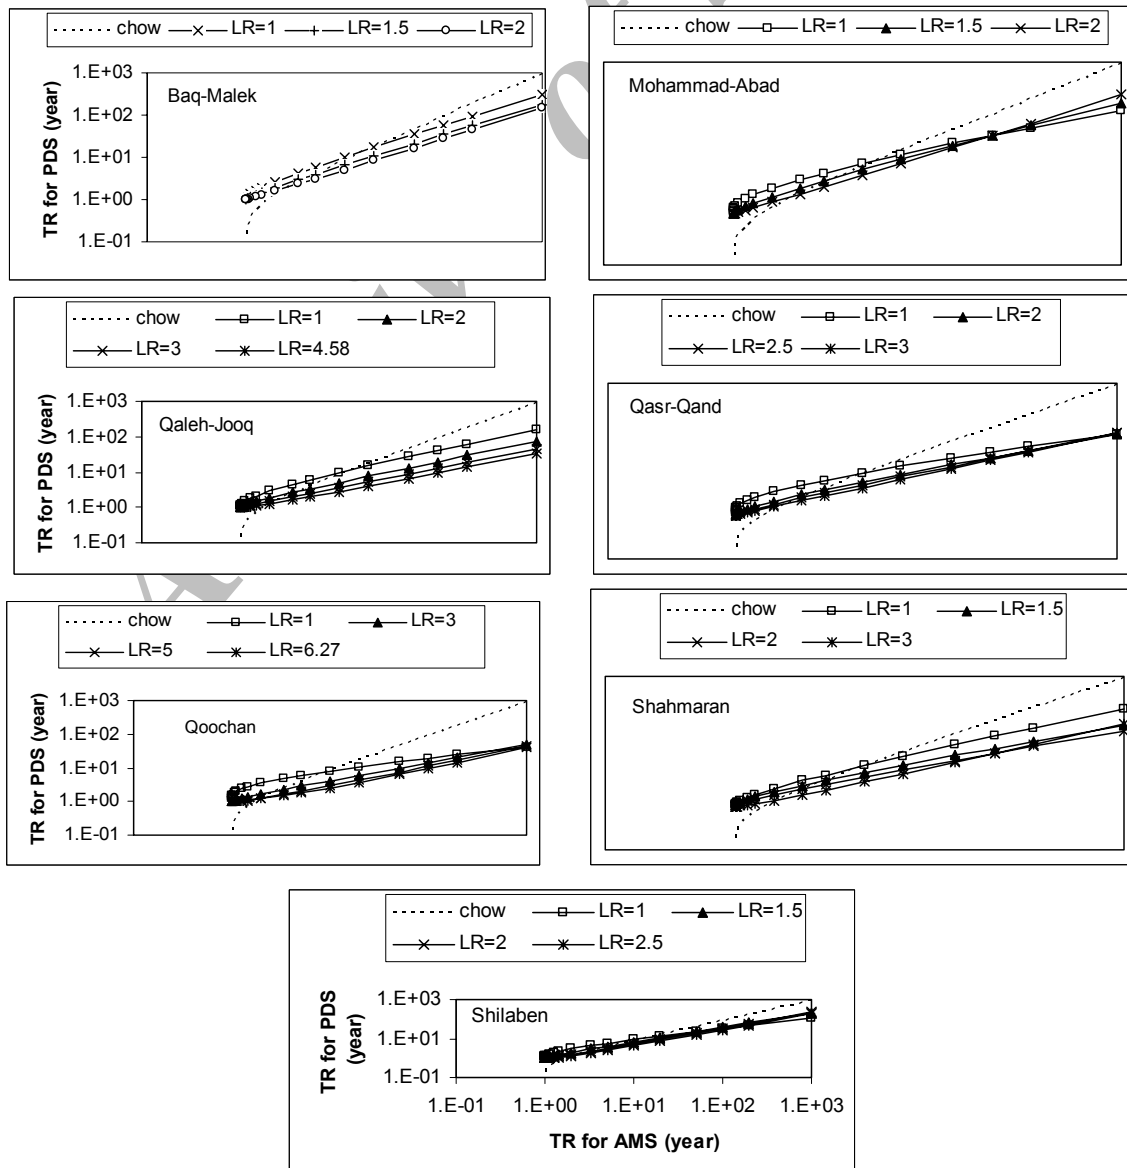 chow LR=1 LR=1.5 LR=2
TR for PDS (year)
1.E+03
1.E+02
1.E+01
1.E+00
1.E-01
Baq-Malek
chow LR=1 LR=1.5 LR=2
Mohammad-Abad
chow LR=1 LR=2
LR=3 LR=4.58
TR for PDS (year)
1.E+03
1.E+02
1.E+01
1.E+00
1.E-01
Qaleh-Jooq
chow LR=1 LR=2
LR=2.5 LR=3
Qasr-Qand
chow LR=1 LR=3
LR=5 LR=6.27
TR for PDS (year)
1.E+03
1.E+02
1.E+01
1.E+00
1.E-01
Qoochan
chow LR=1 LR=1.5
LR=2 LR=3
Shahmaran
chow LR=1 LR=1.5
LR=2 LR=2.5
TR for PDS
(year)
1.E+03
1.E+01
1.E-01
Shilaben
1.E-01 1.E+00 1.E+01 1.E+02 1.E+03
TR for AMS (year)